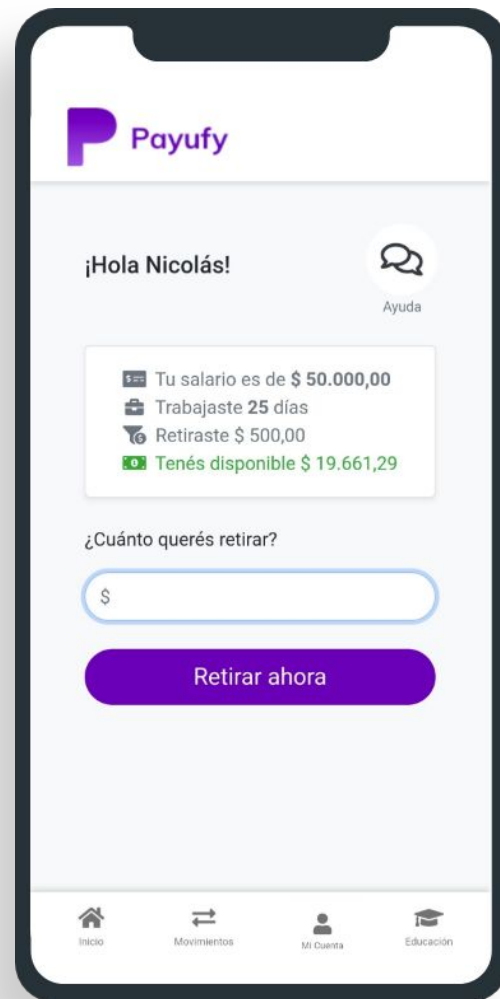 Payufy
¡Hola Nicolás!
Ayuda
Tu salario es de $ 50.000,00
Trabajaste 25 días
Retiraste $ 500,00
Tenés disponible $ 19.661,29
¿Cuánto querés retirar?
$
Retirar ahora
Inicio
Movimientos
Mi Cuenta
Educación